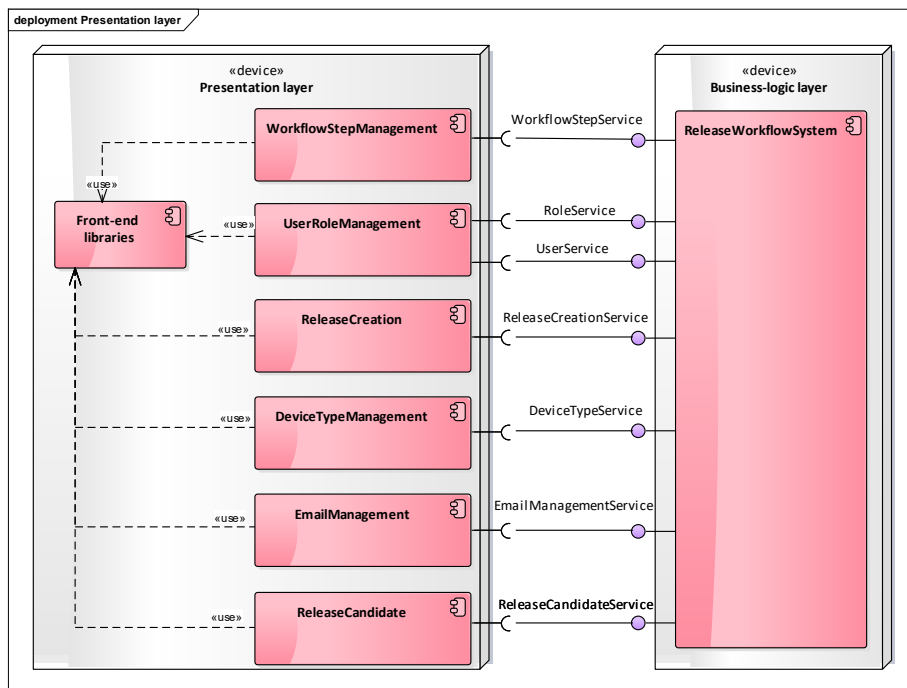 deployment Presentation layer
«device»
Presentation layer
«device»
Business-logic layer
WorkflowStepManagement
WorkflowStepService
ReleaseWorkflowSystem
«use»
Front-end
libraries
«use»
UserRoleManagement
RoleService
UserService
«use»
ReleaseCreation
ReleaseCreationService
«use»
DeviceTypeManagement
DeviceTypeService
«use»
EmailManagement
EmailManagementService
«use»
ReleaseCandidate
ReleaseCandidateService